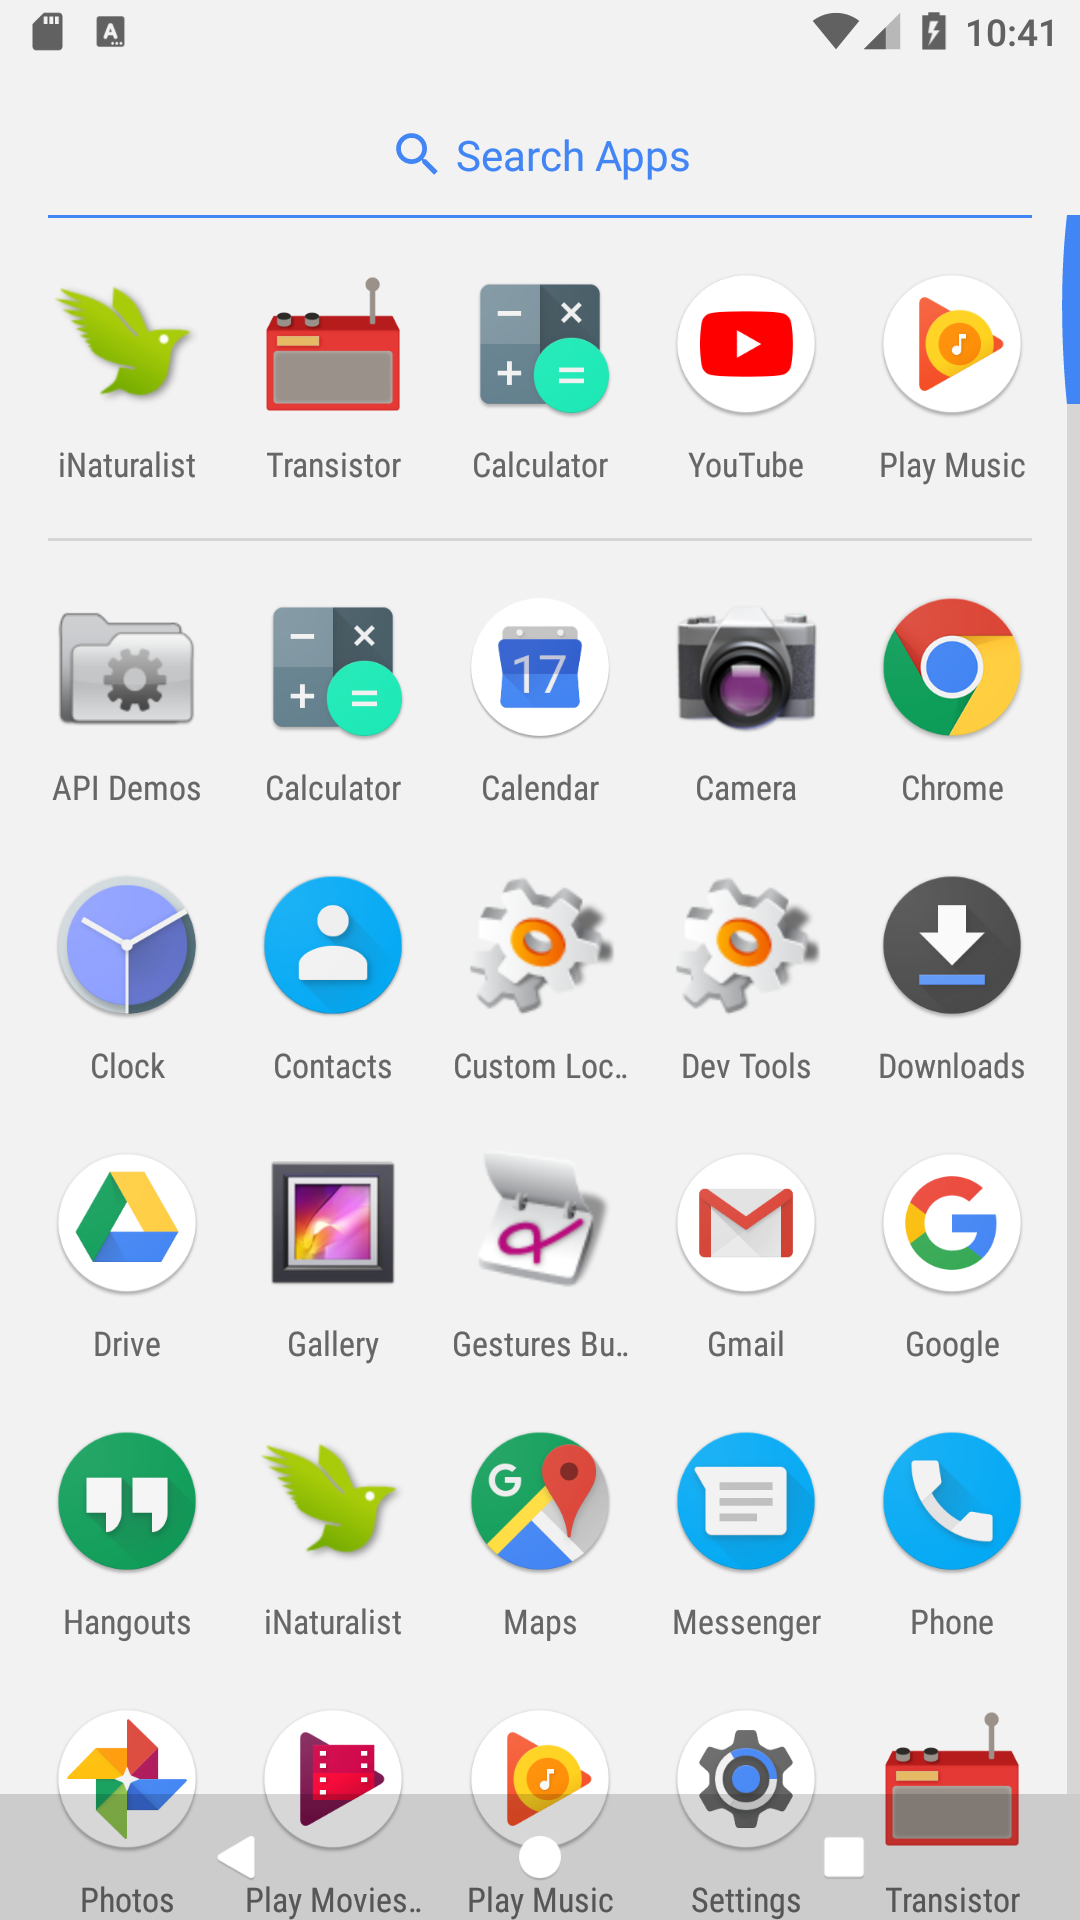 10:41
Search Apps
iNaturalist Transistor Calculator YouTube Play Music
API Demos Calculator Calendar Camera Chrome
Clock Contacts Custom Loc.. Dev Tools Downloads
Drive Gallery Gestures Bu.. Gmail Google
Hangouts iNaturalist Maps Messenger Phone
Photos Play Movies.. Play Music Settings Transistor
17